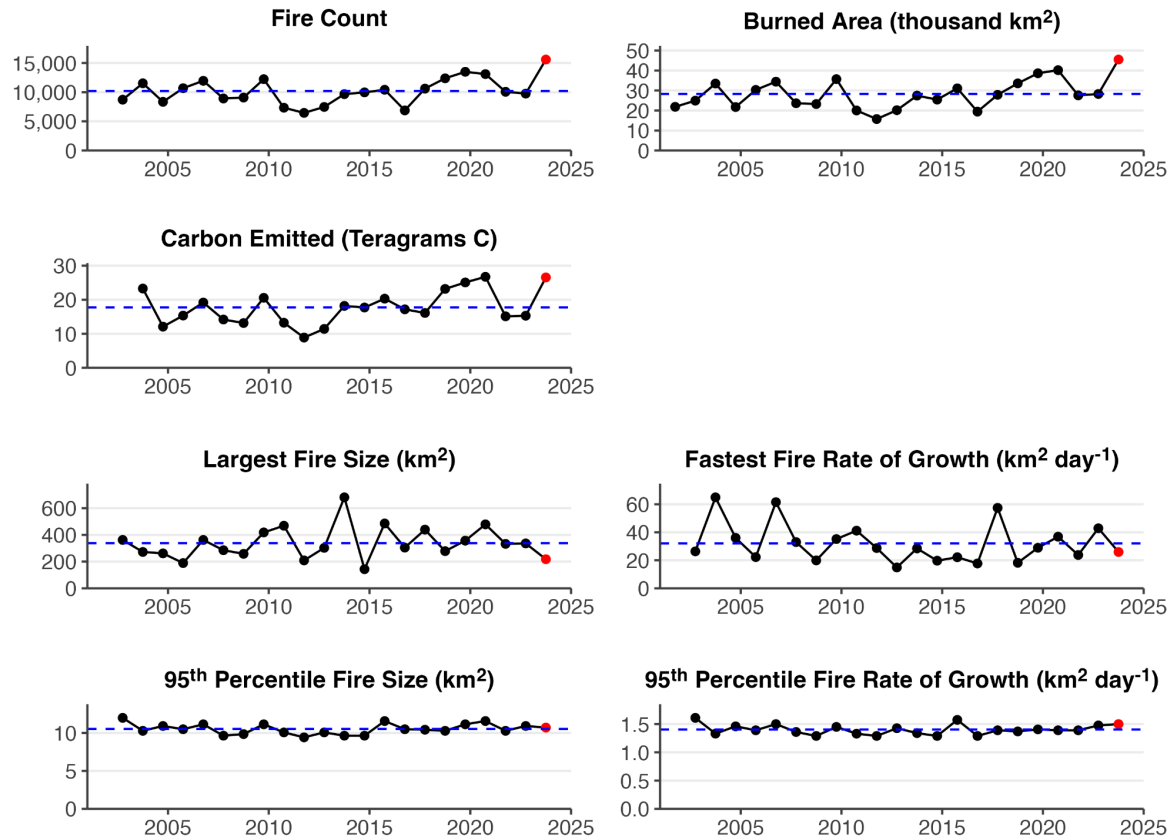 Fire Count
15,000
10,000
5,000
0
2005 2010 2015 2020 2025
Burned Area (thousand km²)
50
40
30
20
10
0
2005 2010 2015 2020 2025
Carbon Emitted (Teragrams C)
30
20
10
0
2005 2010 2015 2020 2025
Largest Fire Size (km²)
600
400
200
0
2005 2010 2015 2020 2025
Fastest Fire Rate of Growth (km² day⁻¹)
60
40
20
0
2005 2010 2015 2020 2025
95ᵗʰ Percentile Fire Size (km²)
10
5
0
2005 2010 2015 2020 2025
95ᵗʰ Percentile Fire Rate of Growth (km² day⁻¹)
1.5
1.0
0.5
0.0
2005 2010 2015 2020 2025